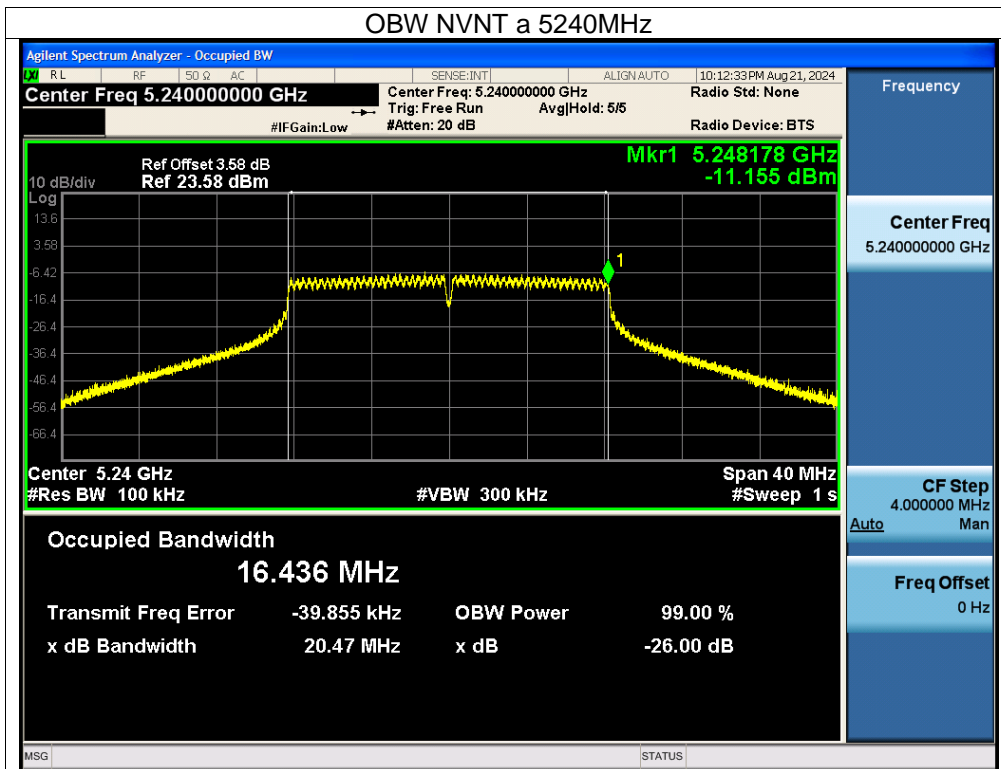 OBW NVNT a 5240MHz
Agilent Spectrum Analyzer - Occupied BW
LXI RL RF 50 Ω AC SENSE:INT ALIGN AUTO 10:12:33 PM Aug 21, 2024
Center Freq 5.240000000 GHz Center Freq: 5.240000000 GHz Radio Std: None
Trig: Free Run Avg|Hold: 5/5
#IFGain:Low #Atten: 20 dB Radio Device: BTS
Frequency
Ref Offset 3.58 dB Mkr1 5.248178 GHz
10 dB/div Ref 23.58 dBm -11.155 dBm
Log
13.6
3.58
-6.42
-16.4
-26.4
-36.4
-46.4
-56.4
-66.4
1
Center Freq
5.240000000 GHz
Center 5.24 GHz Span 40 MHz
#Res BW 100 kHz #VBW 300 kHz #Sweep 1 s
CF Step
4.000000 MHz
Auto Man
Occupied Bandwidth
16.436 MHz
Freq Offset
0 Hz
Transmit Freq Error -39.855 kHz OBW Power 99.00 %
x dB Bandwidth 20.47 MHz x dB -26.00 dB
MSG STATUS